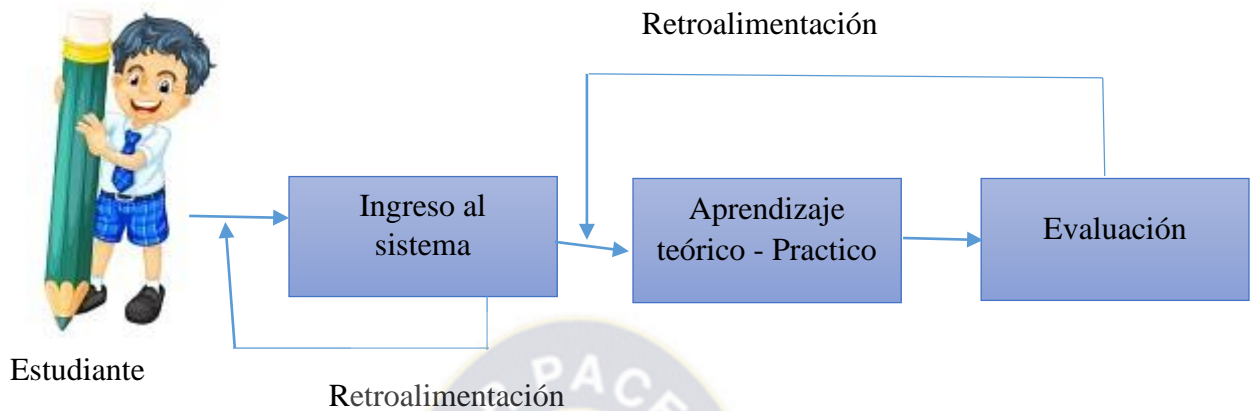 Retroalimentación
Ingreso al
sistema
Aprendizaje
teórico - Practico
Evaluación
Estudiante
Retroalimentación